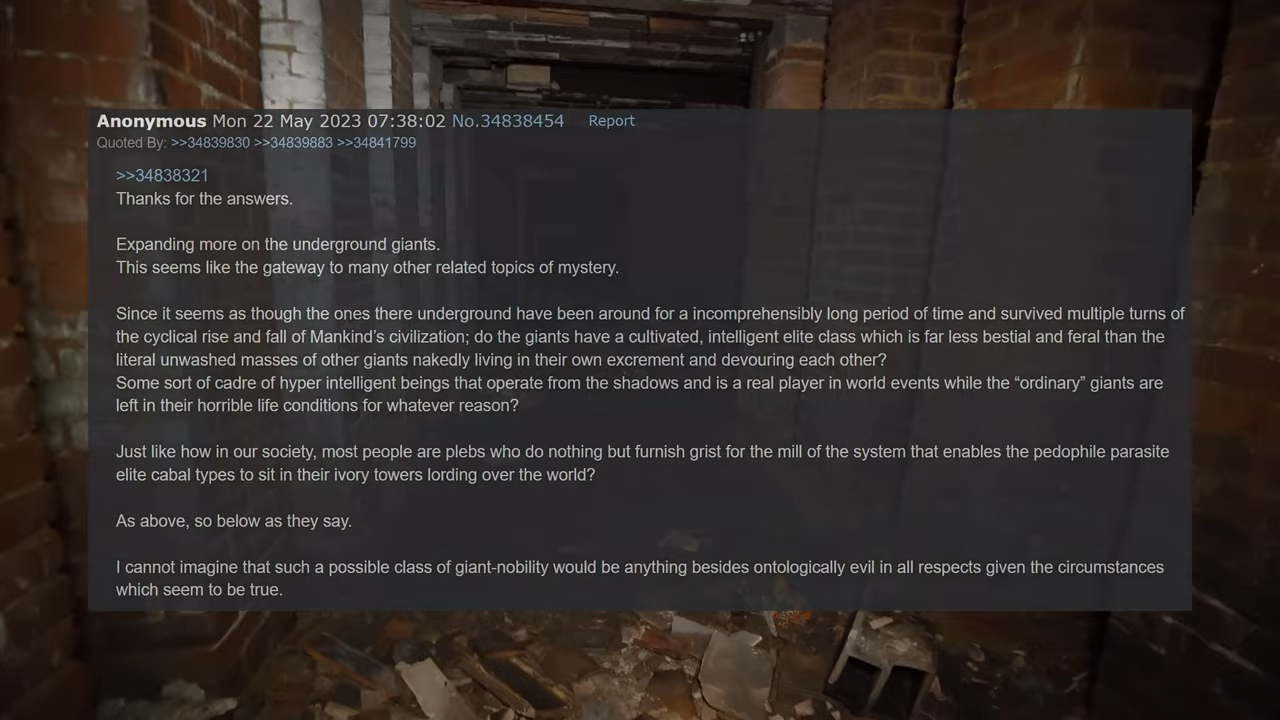 Anonymous Mon 22 May 2023 07:38:02 No.34838454 Report
Quoted By: >>34839830 >>34839883 >>34841799
>>34838321
Thanks for the answers.
Expanding more on the underground giants.
This seems like the gateway to many other related topics of mystery.
Since it seems as though the ones there underground have been around for a incomprehensibly long period of time and survived multiple turns of
the cyclical rise and fall of Mankind’s civilization; do the giants have a cultivated, intelligent elite class which is far less bestial and feral than the
literal unwashed masses of other giants nakedly living in their own excrement and devouring each other?
Some sort of cadre of hyper intelligent beings that operate from the shadows and is a real player in world events while the “ordinary” giants are
left in their horrible life conditions for whatever reason?
Just like how in our society, most people are plebs who do nothing but furnish grist for the mill of the system that enables the pedophile parasite
elite cabal types to sit in their ivory towers lording over the world?
As above, so below as they say.
I cannot imagine that such a possible class of giant-nobility would be anything besides ontologically evil in all respects given the circumstances
which seem to be true.